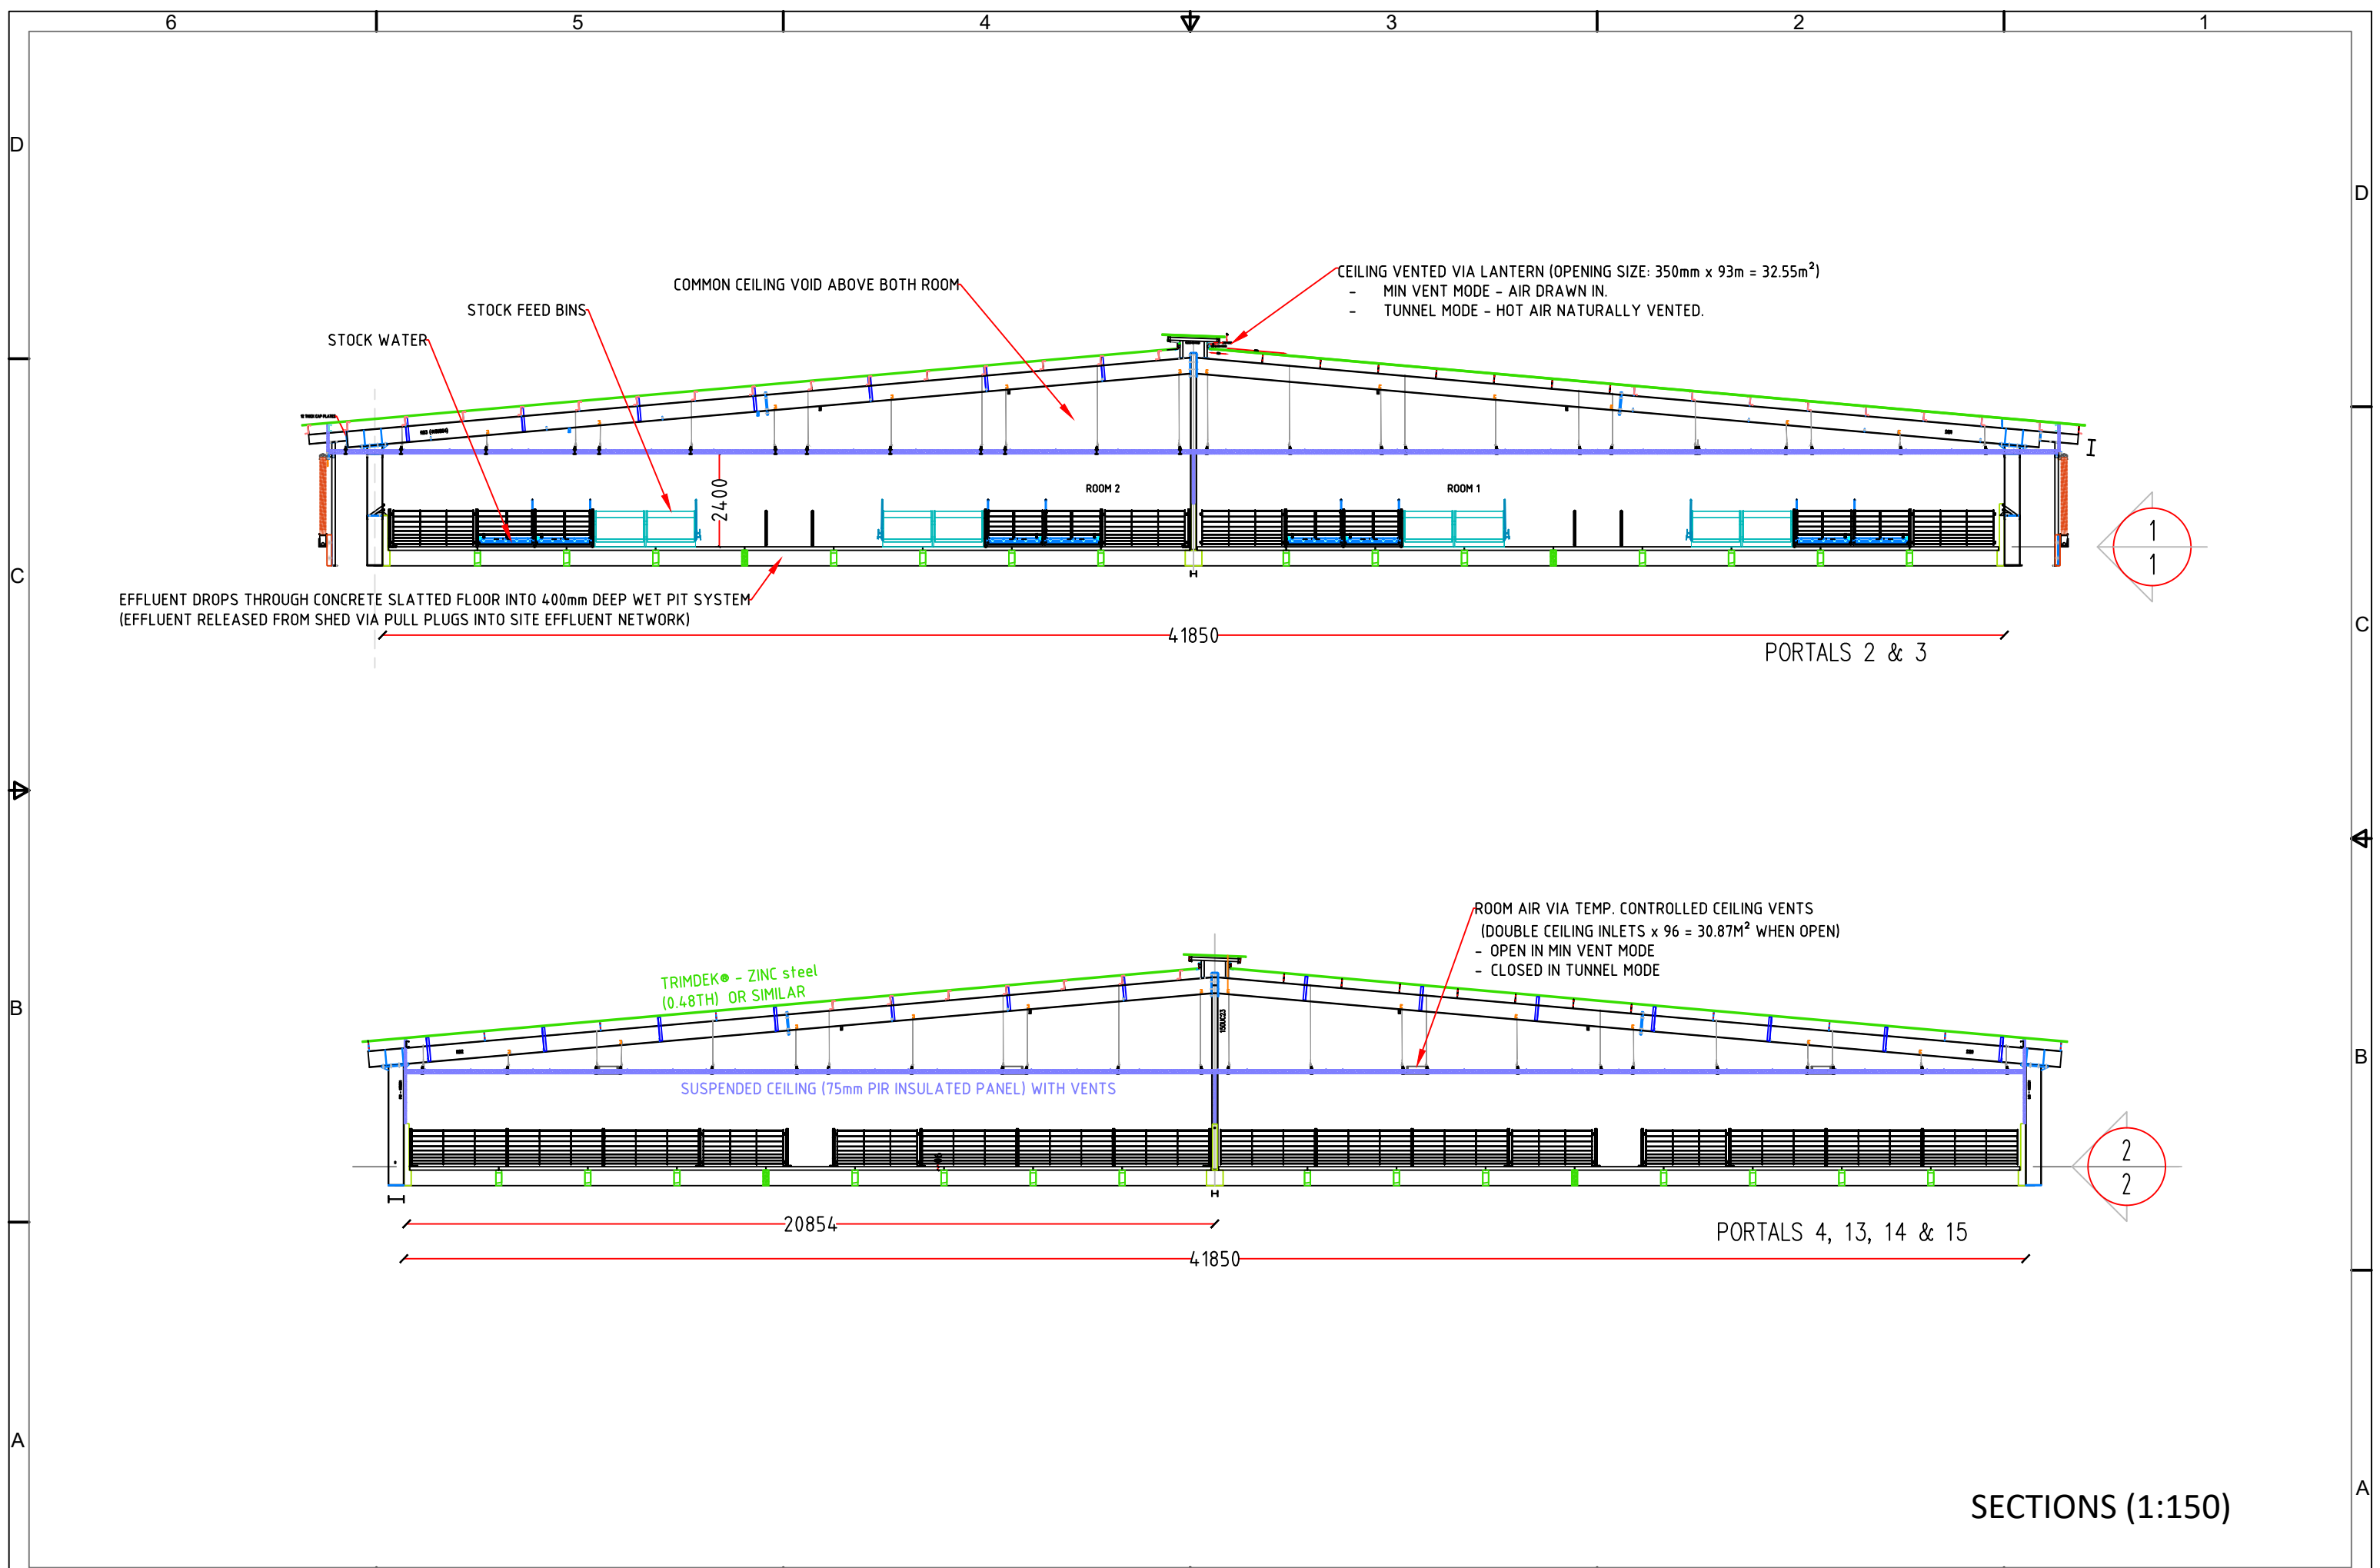 6 5 4 3 2 1
D
D
CEILING VENTED VIA LANTERN (OPENING SIZE: 350mm x 93m = 32.55m²)
- MIN VENT MODE - AIR DRAWN IN.
- TUNNEL MODE - HOT AIR NATURALLY VENTED.
COMMON CEILING VOID ABOVE BOTH ROOM
STOCK FEED BINS
STOCK WATER
2400
ROOM 2
ROOM 1
1
1
C
C
EFFLUENT DROPS THROUGH CONCRETE SLATTED FLOOR INTO 400mm DEEP WET PIT SYSTEM
(EFFLUENT RELEASED FROM SHED VIA PULL PLUGS INTO SITE EFFLUENT NETWORK)
41850
PORTALS 2 & 3
ROOM AIR VIA TEMP. CONTROLLED CEILING VENTS
(DOUBLE CEILING INLETS x 96 = 30.87M² WHEN OPEN)
- OPEN IN MIN VENT MODE
- CLOSED IN TUNNEL MODE
TRIMDEK® - ZINC steel
(0.48TH) OR SIMILAR
150UC23
B
B
SUSPENDED CEILING (75mm PIR INSULATED PANEL) WITH VENTS
2
2
20854
PORTALS 4, 13, 14 & 15
41850
A
A
SECTIONS (1:150)